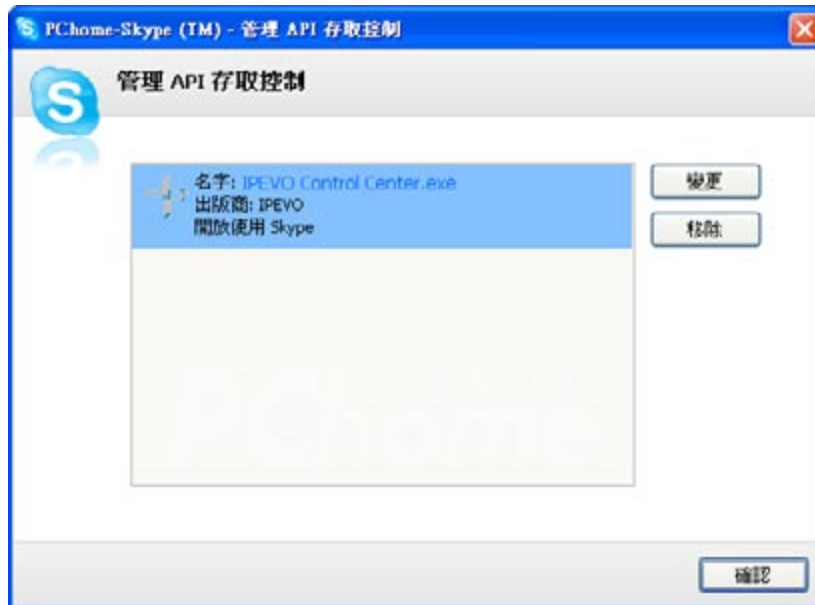 PChome-Skype (TM) - 管理 API 存取控制
管理 API 存取控制
名字: IPEVO Control Center.exe
出版商: IPEVO
開放使用 Skype
變更
移除
PChome
確認